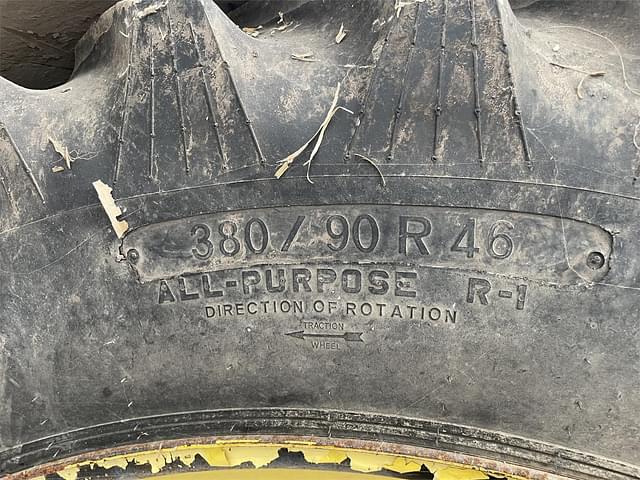 380/90 R 46
ALL-PURPOSE R-1
DIRECTION OF ROTATION
TRACTION
WHEEL